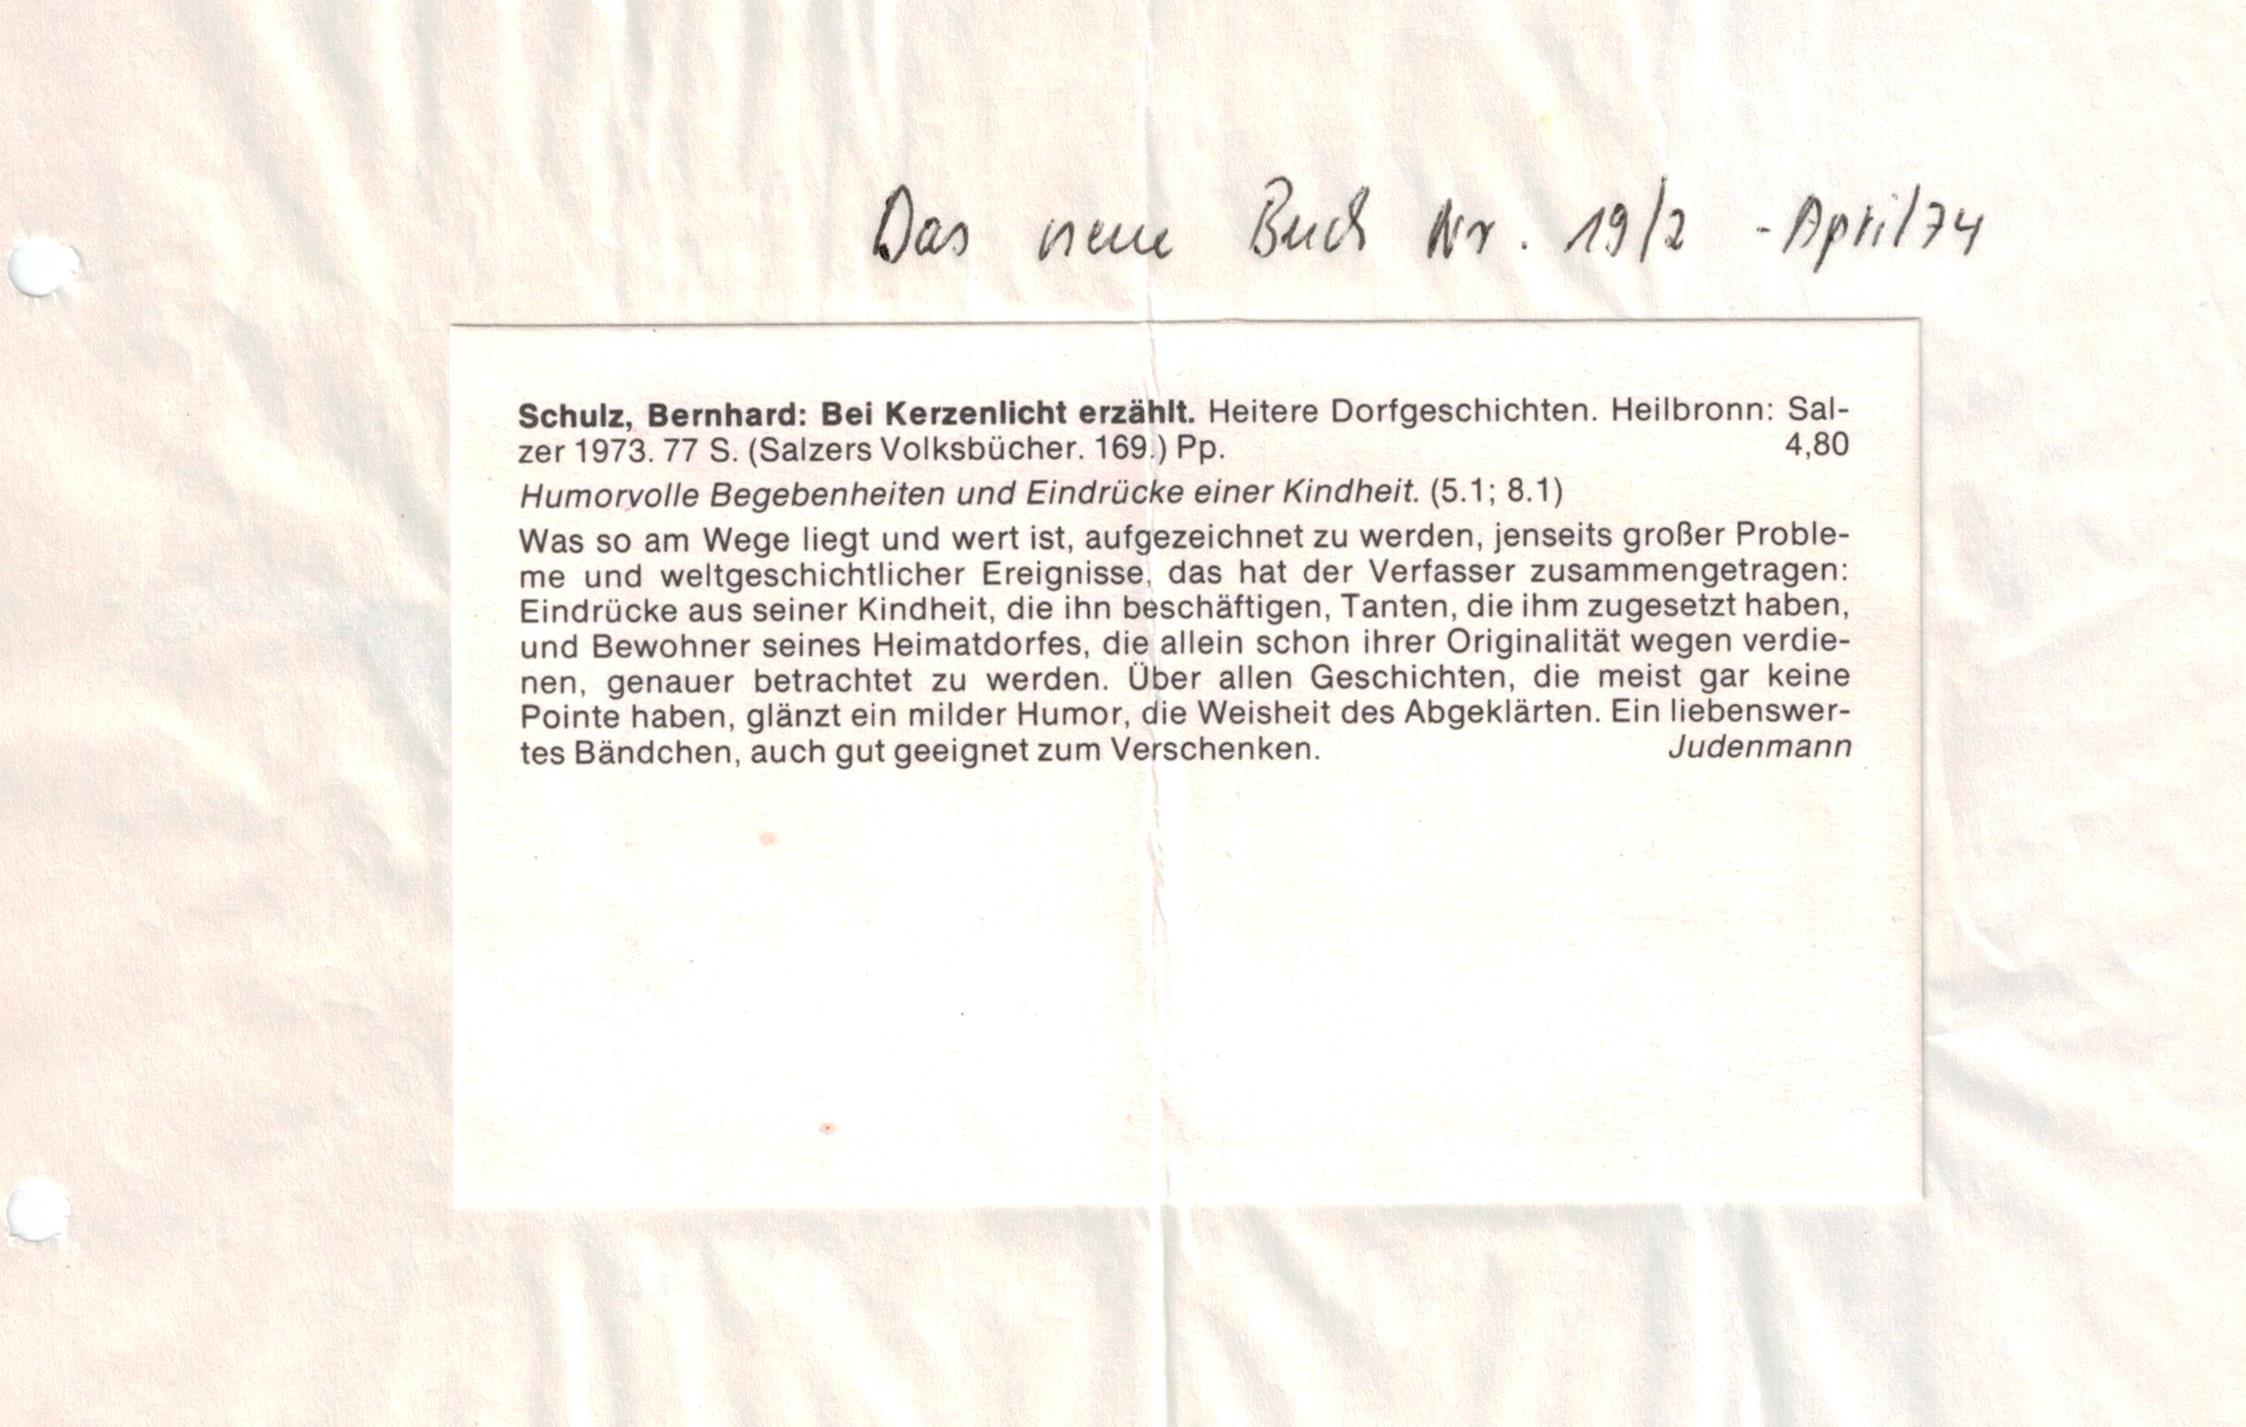 Das neue Buch Nr. 19/2 - April/74
Schulz, Bernhard: Bei Kerzenlicht erzählt. Heitere Dorfgeschichten. Heilbronn: Sal-
zer 1973. 77 S. (Salzers Volksbücher. 169.) Pp. 4,80
Humorvolle Begebenheiten und Eindrücke einer Kindheit. (5.1; 8.1)
Was so am Wege liegt und wert ist, aufgezeichnet zu werden, jenseits großer Proble-
me und weltgeschichtlicher Ereignisse, das hat der Verfasser zusammengetragen:
Eindrücke aus seiner Kindheit, die ihn beschäftigen, Tanten, die ihm zugesetzt haben,
und Bewohner seines Heimatdorfes, die allein schon ihrer Originalität wegen verdie-
nen, genauer betrachtet zu werden. Über allen Geschichten, die meist gar keine
Pointe haben, glänzt ein milder Humor, die Weisheit des Abgeklärten. Ein liebenswer-
tes Bändchen, auch gut geeignet zum Verschenken. Judenmann